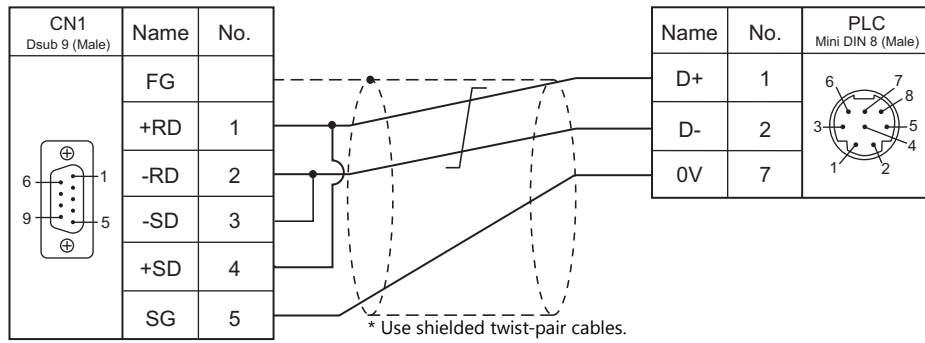 CN1
Dsub 9 (Male)
Name
No.
FG
+RD
1
-RD
2
-SD
3
+SD
4
SG
5
6
1
9
5
* Use shielded twist-pair cables.
Name
No.
PLC
Mini DIN 8 (Male)
D+
1
D-
2
0V
7
6
7
8
3
5
4
1
2